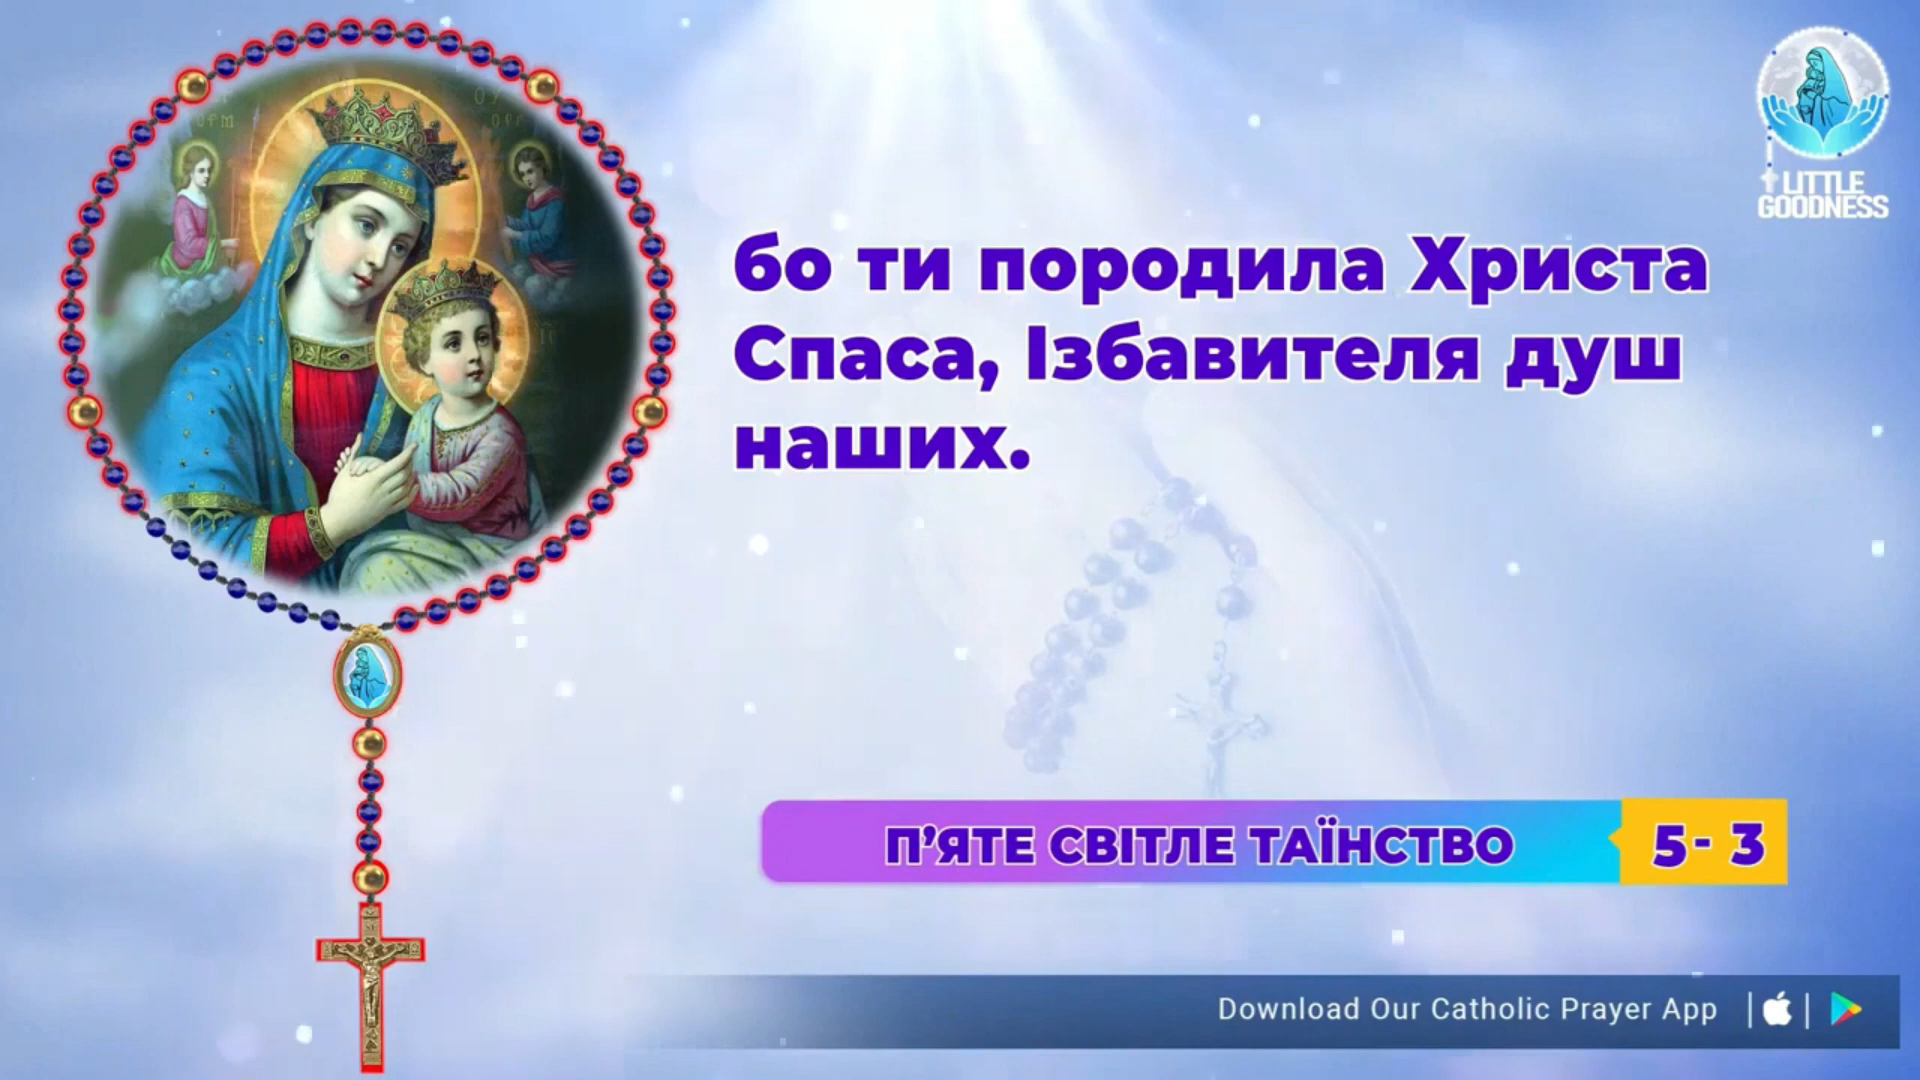 LITTLE
GOODNESS
бо ти породила Христа
Спаса, Ізбавителя душ
наших.
П’ЯТЕ СВІТЛЕ ТАЇНСТВО
5- 3
Download Our Catholic Prayer App